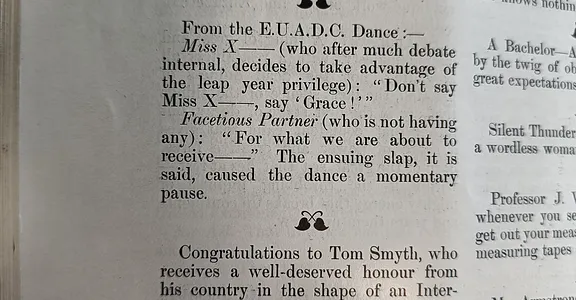 From the E.U.A.D.C. Dance :—
Miss X—— (who after much debate
internal, decides to take advantage of
the leap year privilege): “Don't say
Miss X——, say ‘Grace !’”
Facetious Partner (who is not having
any): “For what we are about to
receive——” The ensuing slap, it is
said, caused the dance a momentary
pause.
Congratulations to Tom Smyth, who
receives a well-deserved honour from
his country in the shape of an Inter-
nothin
A Bachelor—A
by the twig of
great expectations
Silent Thunder
a wordless woma
Professor J.
whenever you se
get out your mea
measuring tapes